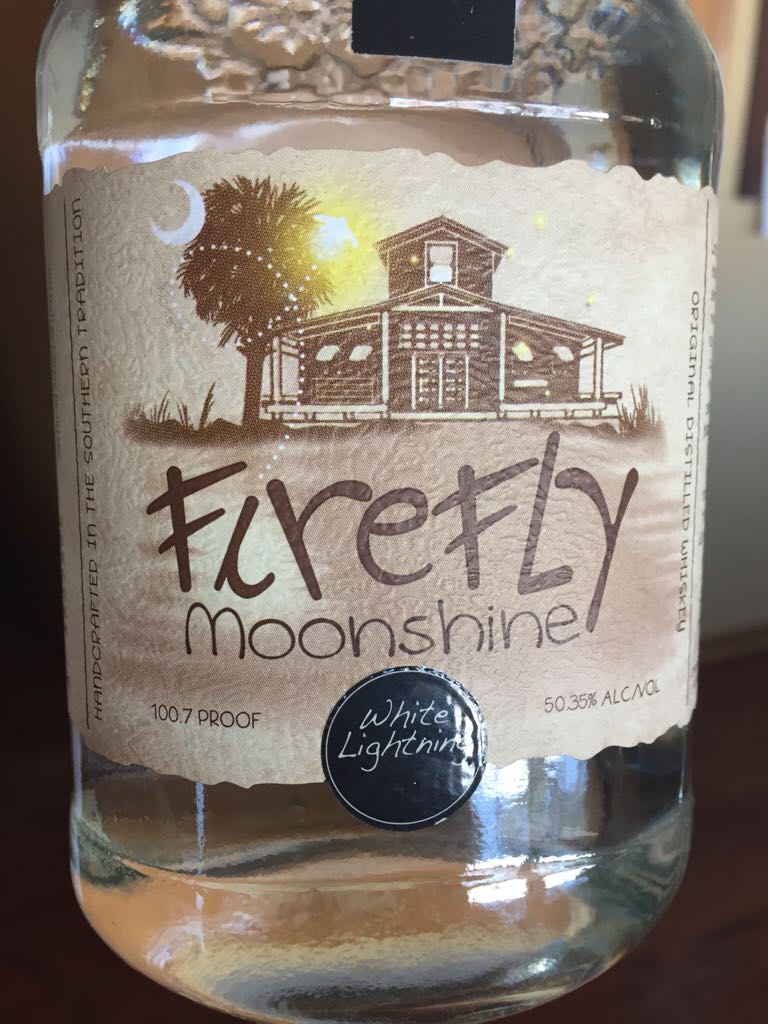 HANDCRAFTED IN THE SOUTHERN TRADITION
ORIGINAL DISTILLED WHISKEY
Firefly
Moonshine
100.7 PROOF
50.35% ALC/VOL
White
Lightning